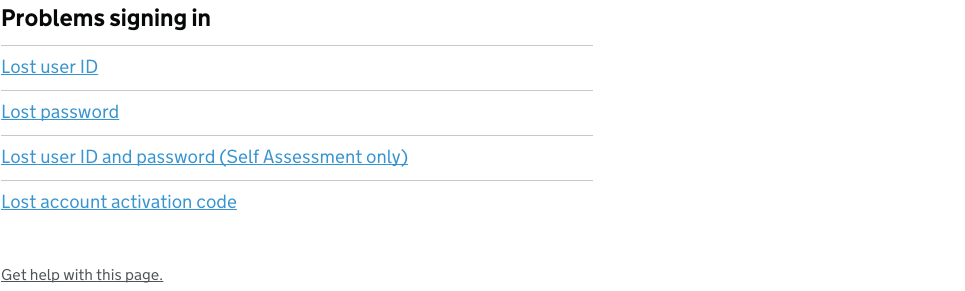 Problems signing in
Lost user ID
Lost password
Lost user ID and password (Self Assessment only)
Lost account activation code
Get help with this page.